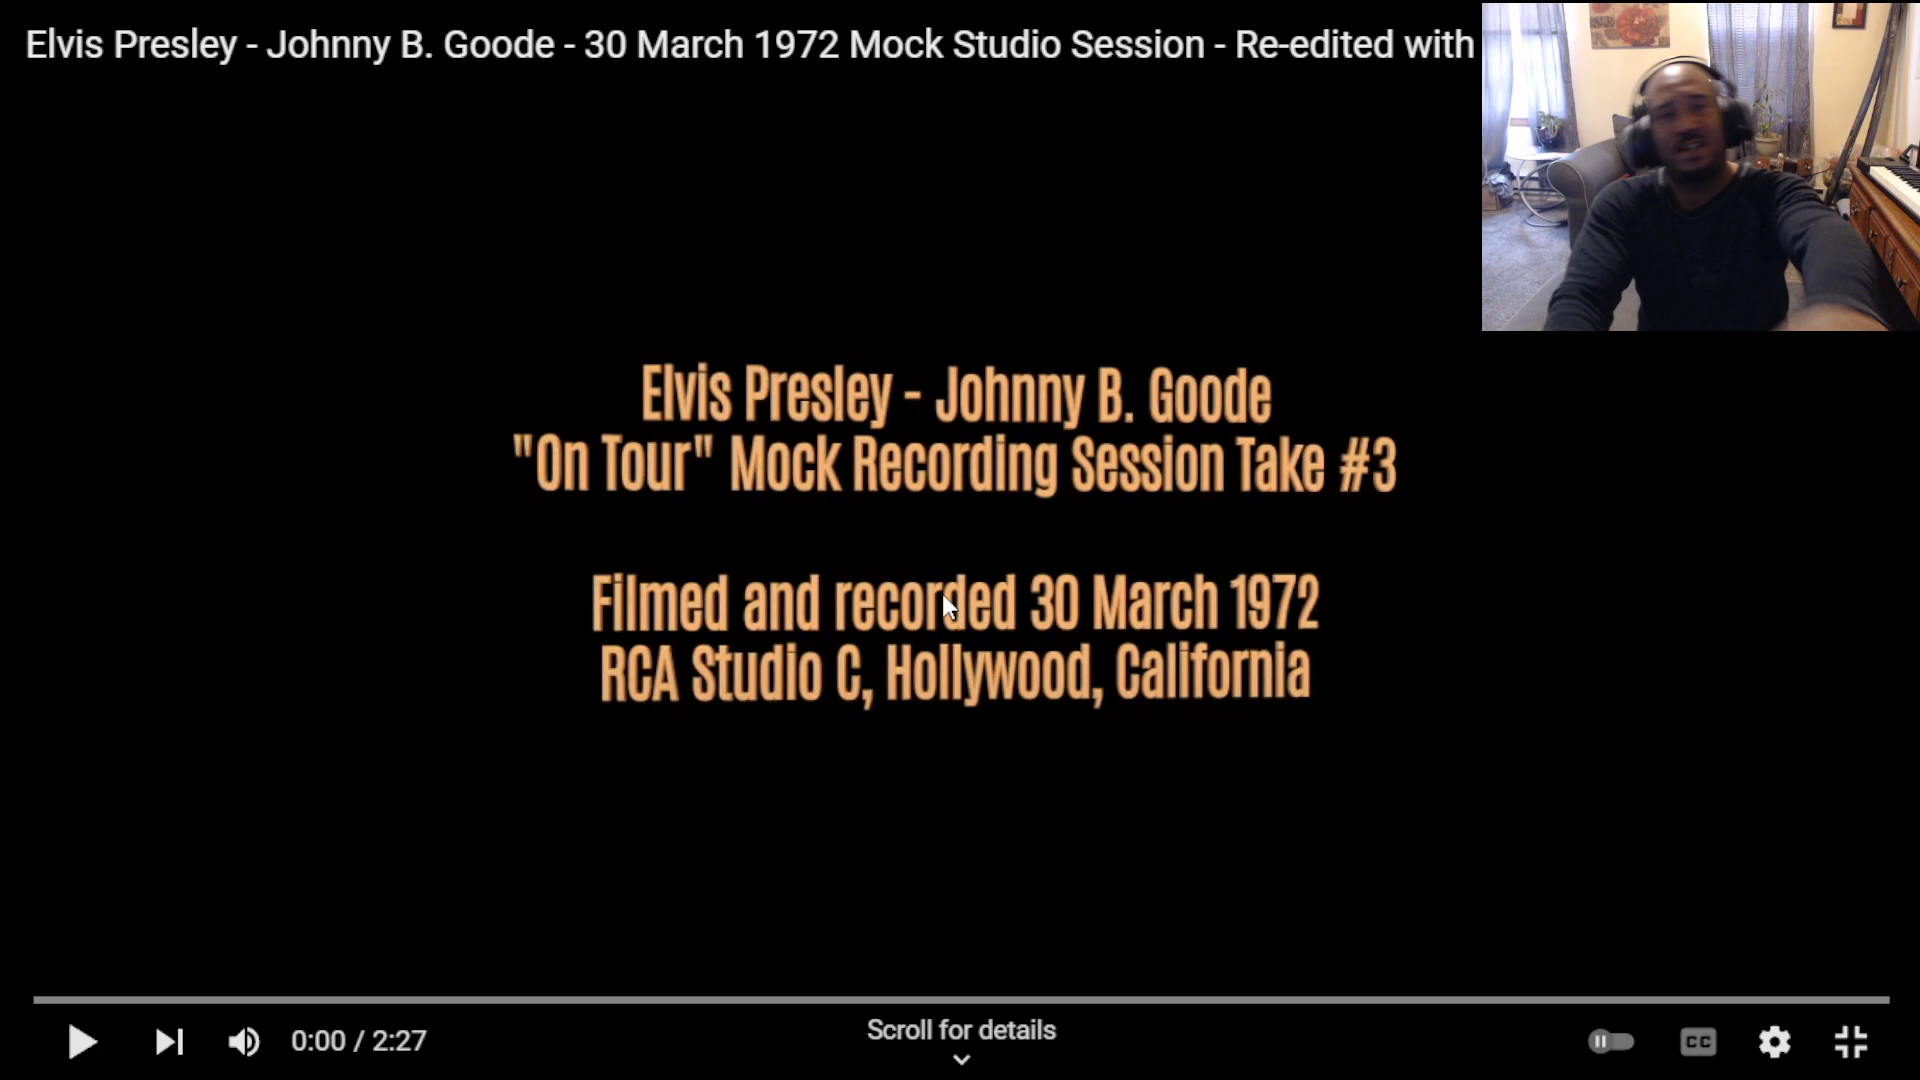 Elvis Presley - Johnny B. Goode - 30 March 1972 Mock Studio Session - Re-edited with
Elvis Presley - Johnny B. Goode
"On Tour" Mock Recording Session Take #3
Filmed and recorded 30 March 1972
RCA Studio C, Hollywood, California
0:00 / 2:27
Scroll for details
CC